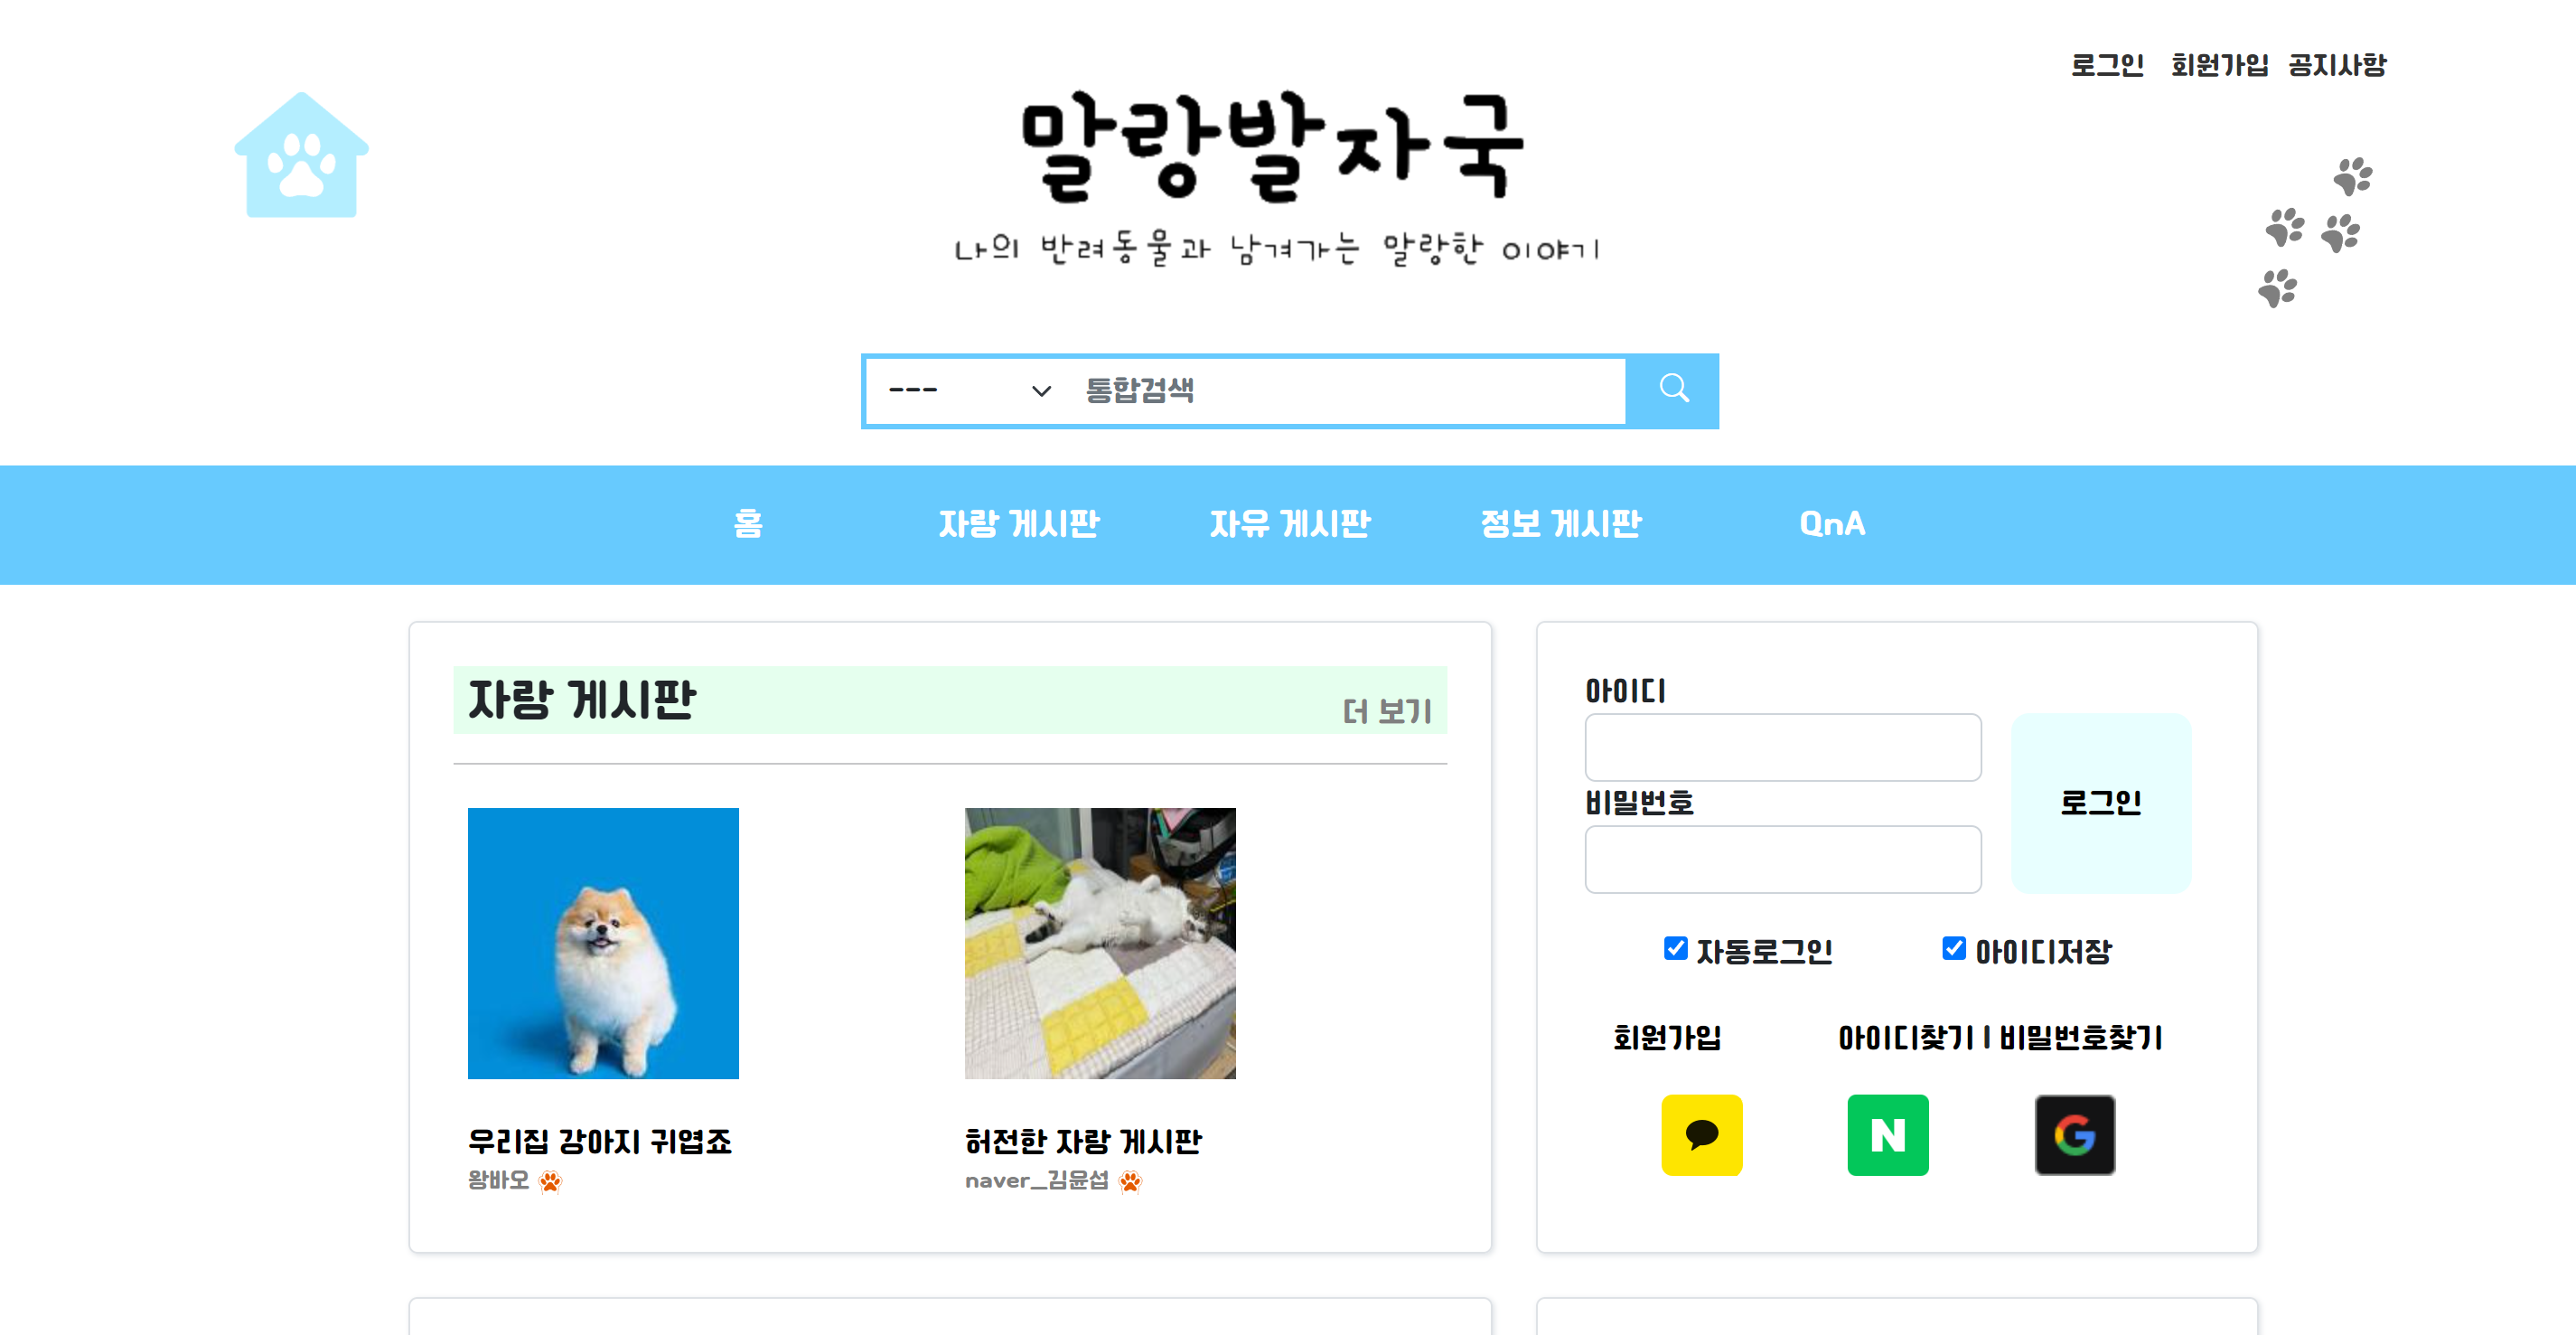 로그인 회원가입 공지사항
말랑발자국
나의 반려동물과 남겨가는 말랑한 이야기
--- 통합검색
홈 자랑 게시판 자유 게시판 정보 게시판 QnA
자랑 게시판 더 보기
우리집 강아지 귀엽죠
왕바오
허전한 자랑 게시판
naver_김윤섭
아이디
비밀번호
로그인
자동로그인 아이디저장
회원가입 아이디찾기 | 비밀번호찾기
N G